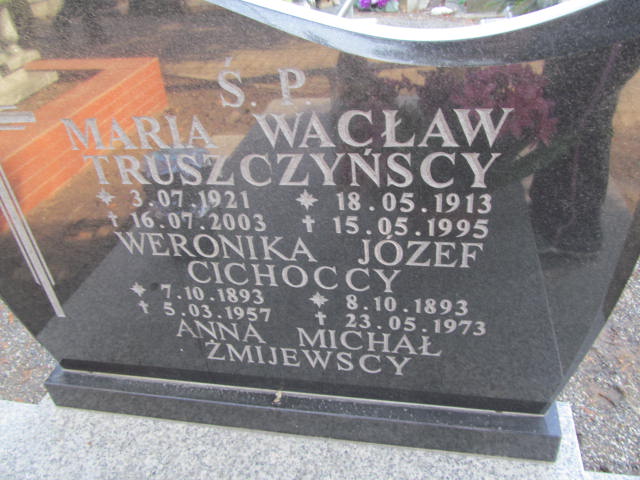 Ś. P.
MARIA WACŁAW
TRUSZCZYŃSCY
* 3.07.1921 * 18.05.1913
† 16.07.2003 † 15.05.1995
WERONIKA JÓZEF
CICHOCCY
* 7.10.1893 * 8.10.1893
† 5.03.1957 † 23.05.1973
ANNA MICHAŁ
ŻMIJEWSCY